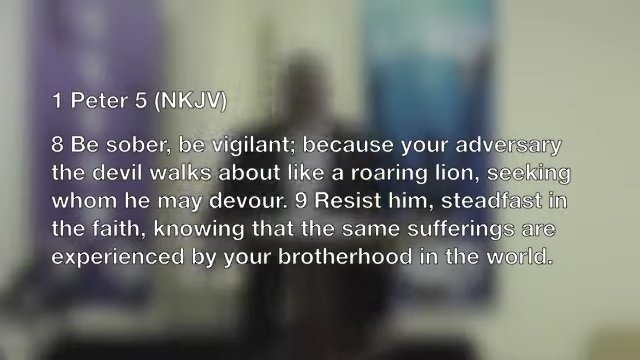 1 Peter 5 (NKJV)
8 Be sober, be vigilant; because your adversary
the devil walks about like a roaring lion, seeking
whom he may devour. 9 Resist him, steadfast in
the faith, knowing that the same sufferings are
experienced by your brotherhood in the world.